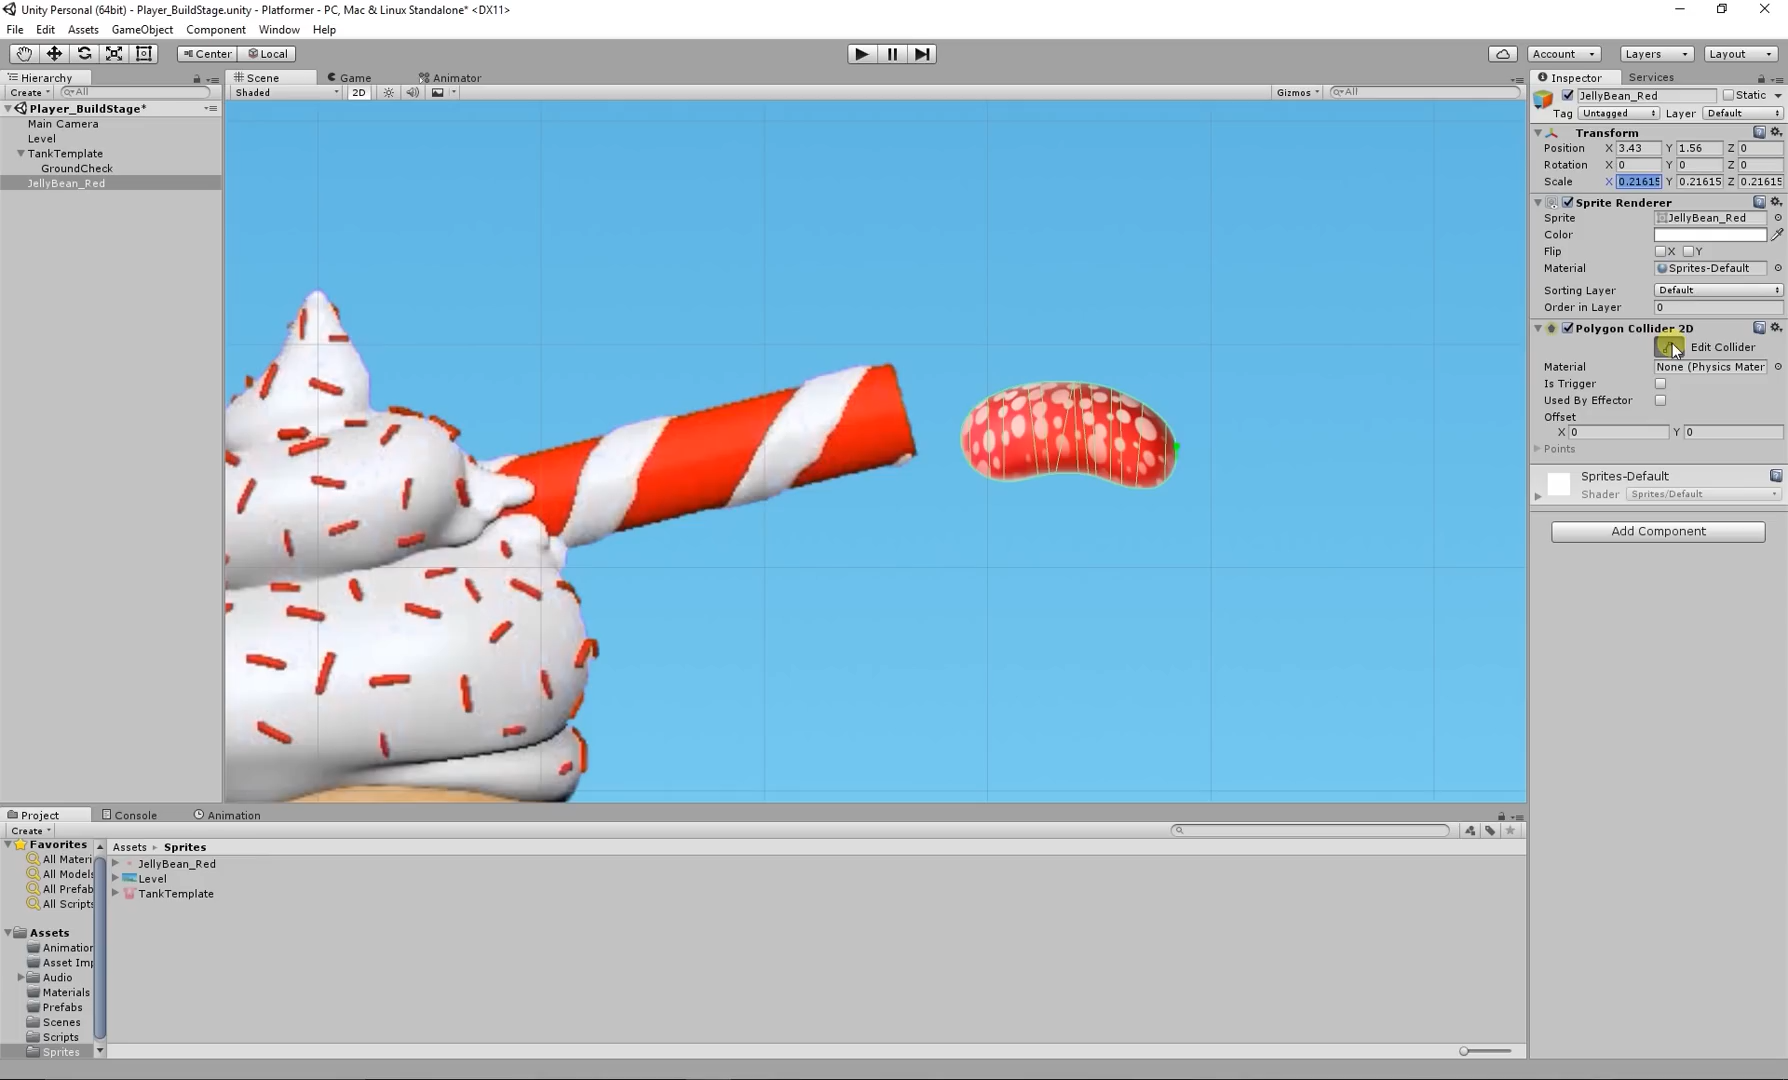 Unity Personal (64bit) - Player_BuildStage.unity - Platformer - PC, Mac & Linux Standalone* <DX11>
File Edit Assets GameObject Component Window Help
Center Local Account Layers Layout
Hierarchy Scene Game Animator Inspector Services
Create All Shaded 2D Gizmos All
Player_BuildStage*
Main Camera
Level
TankTemplate
GroundCheck
JellyBean_Red
JellyBean_Red Static
Tag Untagged Layer Default
Transform
Position X 3.43 Y 1.56 Z 0
Rotation X 0 Y 0 Z 0
Scale X 0.21615 Y 0.21615 Z 0.21615
Sprite Renderer
Sprite JellyBean_Red
Color
Flip X Y
Material Sprites-Default
Sorting Layer Default
Order in Layer 0
Polygon Collider 2D
Edit Collider
Material None (Physics Mater
Is Trigger
Used By Effector
Offset
X 0 Y 0
Points
Sprites-Default
Shader Sprites/Default
Add Component
Project Console Animation
Create
Favorites
All Materi
All Models
All Prefab
All Scripts
Assets
Animation
Asset Imp
Audio
Materials
Prefabs
Scenes
Scripts
Sprites
Assets Sprites
JellyBean_Red
Level
TankTemplate